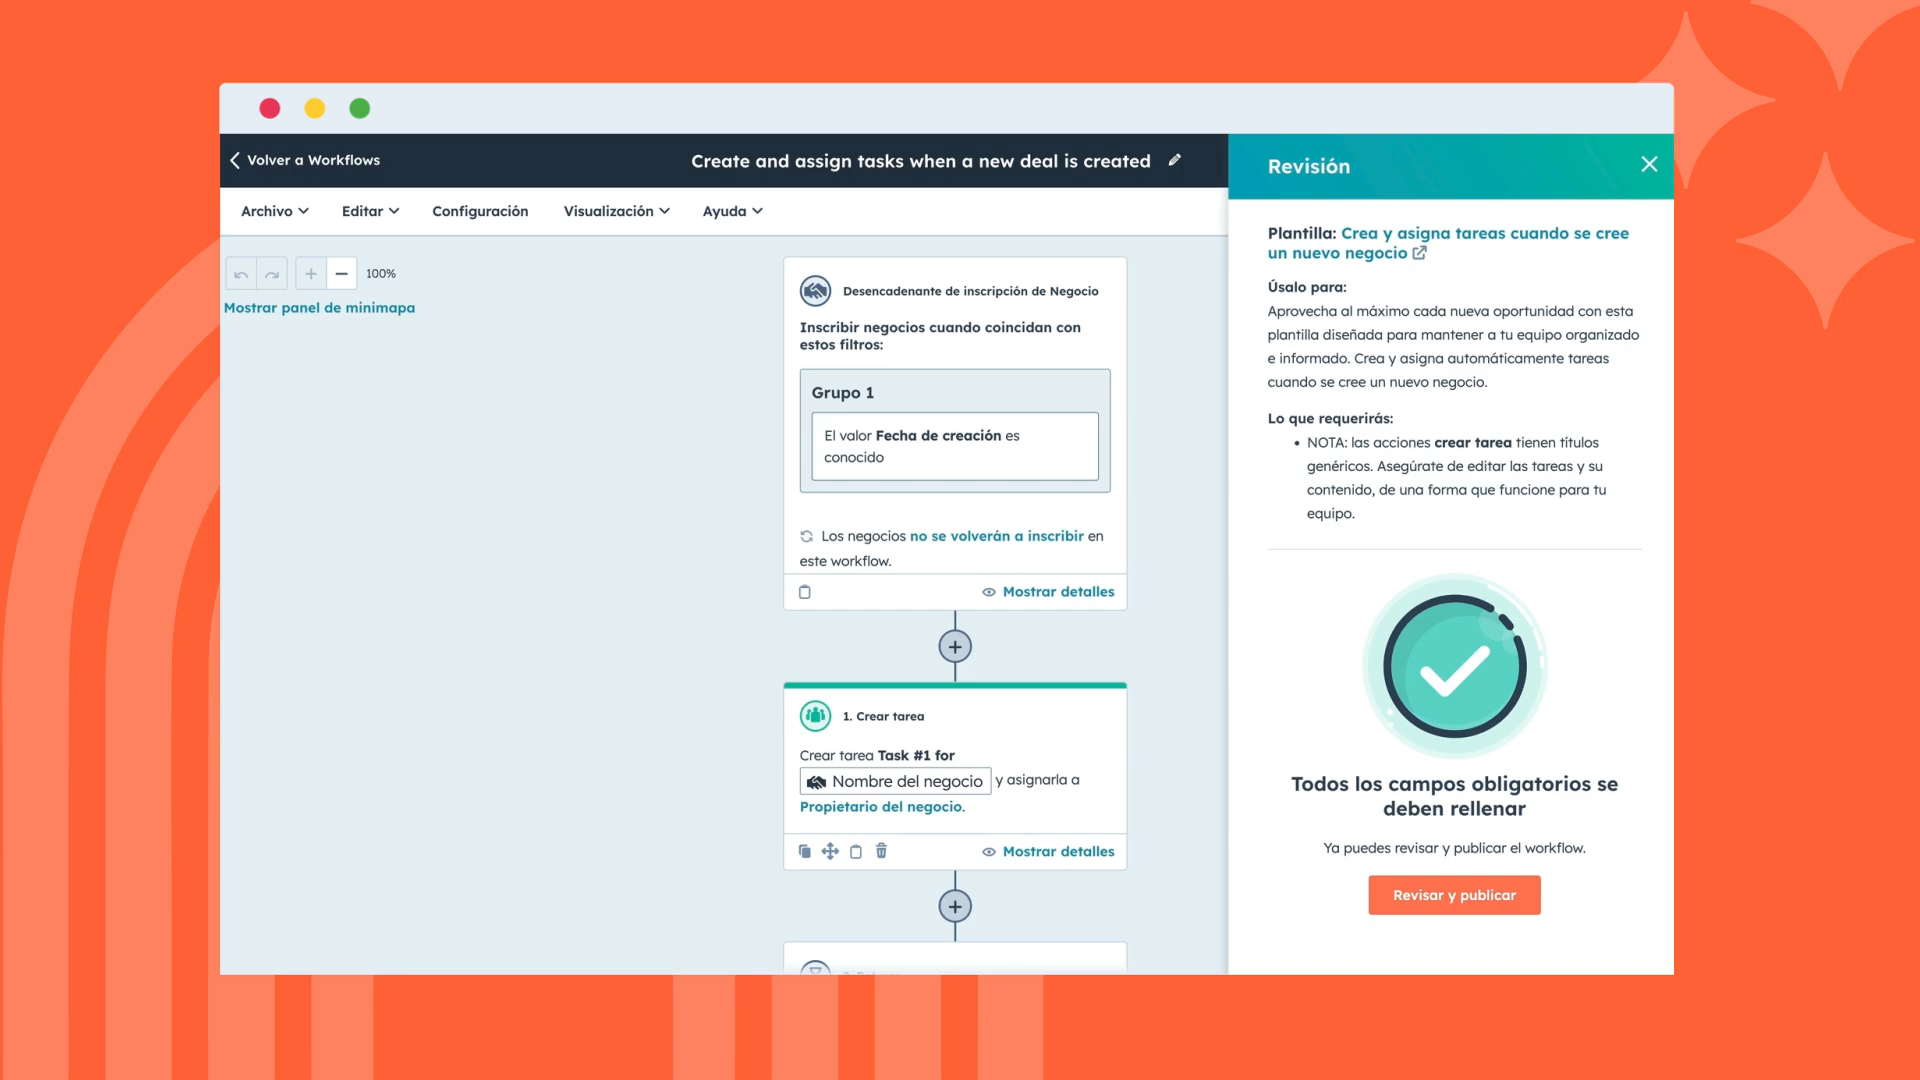 Volver a Workflows
Create and assign tasks when a new deal is created
Archivo
Editar
Configuración
Visualización
Ayuda
100%
Mostrar panel de minimapa
Desencadenante de inscripción de Negocio
Inscribir negocios cuando coincidan con
estos filtros:
Grupo 1
El valor Fecha de creación es
conocido
Los negocios no se volverán a inscribir en
este workflow.
Mostrar detalles
1. Crear tarea
Crear tarea Task #1 for
Nombre del negocio y asignarla a
Propietario del negocio.
Mostrar detalles
Revisión
Plantilla: Crea y asigna tareas cuando se cree
un nuevo negocio
Úsalo para:
Aprovecha al máximo cada nueva oportunidad con esta
plantilla diseñada para mantener a tu equipo organizado
e informado. Crea y asigna automáticamente tareas
cuando se cree un nuevo negocio.
Lo que requerirás:
• NOTA: las acciones crear tarea tienen títulos
genéricos. Asegúrate de editar las tareas y su
contenido, de una forma que funcione para tu
equipo.
Todos los campos obligatorios se
deben rellenar
Ya puedes revisar y publicar el workflow.
Revisar y publicar